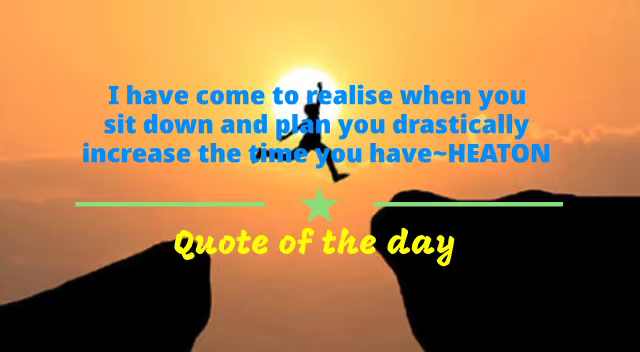 I have come to realise when you
sit down and plan you drastically
increase the time you have~HEATON
Quote of the day